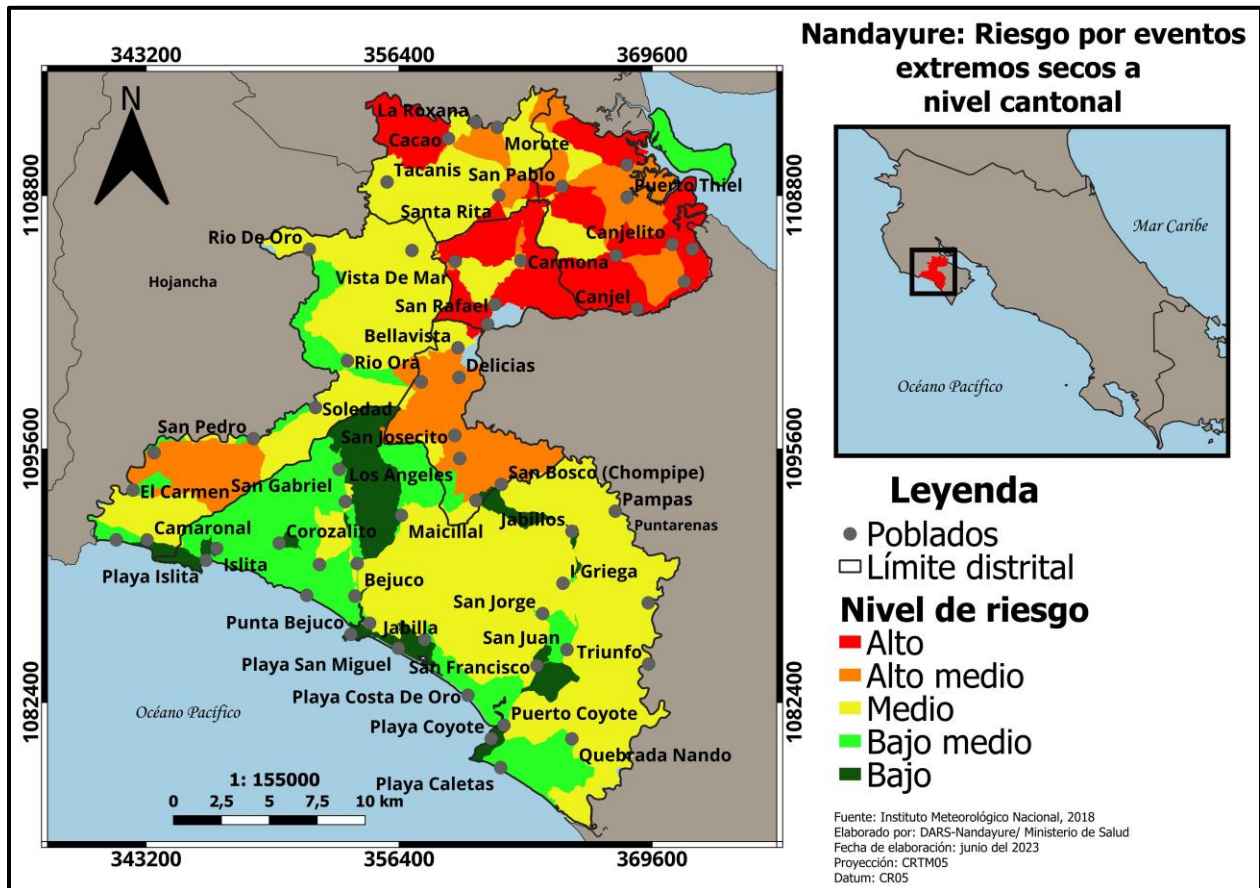 Nandayure: Riesgo por eventos
extremos secos a
nivel cantonal
343200
356400
369600
N
La Roxana
Cacao
Morote
Tacanis
San Pablo
1108800
1108800
Puerto Thiel
Santa Rita
Rio De Oro
Canjelito
Vista De Mar
Carmona
Hojancha
San Rafael
Canjel
Bellavista
Rio Ora
Delicias
Soledad
San Pedro
San Josecito
1095600
1095600
San Bosco (Chompipe)
Los Angeles
San Gabriel
El Carmen
Pampas
Camaronal
Corozalito
Maicillal
Jabillos
Puntarenas
Islita
Playa Islita
Bejuco
I Griega
San Jorge
Punta Bejuco
Jabilla
San Juan
Triunfo
Playa San Miguel
San Francisco
Playa Costa De Oro
1082400
1082400
Océano Pacífico
Puerto Coyote
Playa Coyote
Quebrada Nando
Playa Caletas
1: 155000
0 2,5 5 7,5 10 km
343200
356400
369600
Mar Caribe
Océano Pacífico
Leyenda
Poblados
Límite distrital
Nivel de riesgo
Alto
Alto medio
Medio
Bajo medio
Bajo
Fuente: Instituto Meteorológico Nacional, 2018
Elaborado por: DARS-Nandayure/ Ministerio de Salud
Fecha de elaboración: junio del 2023
Proyección: CRTM05
Datum: CR05